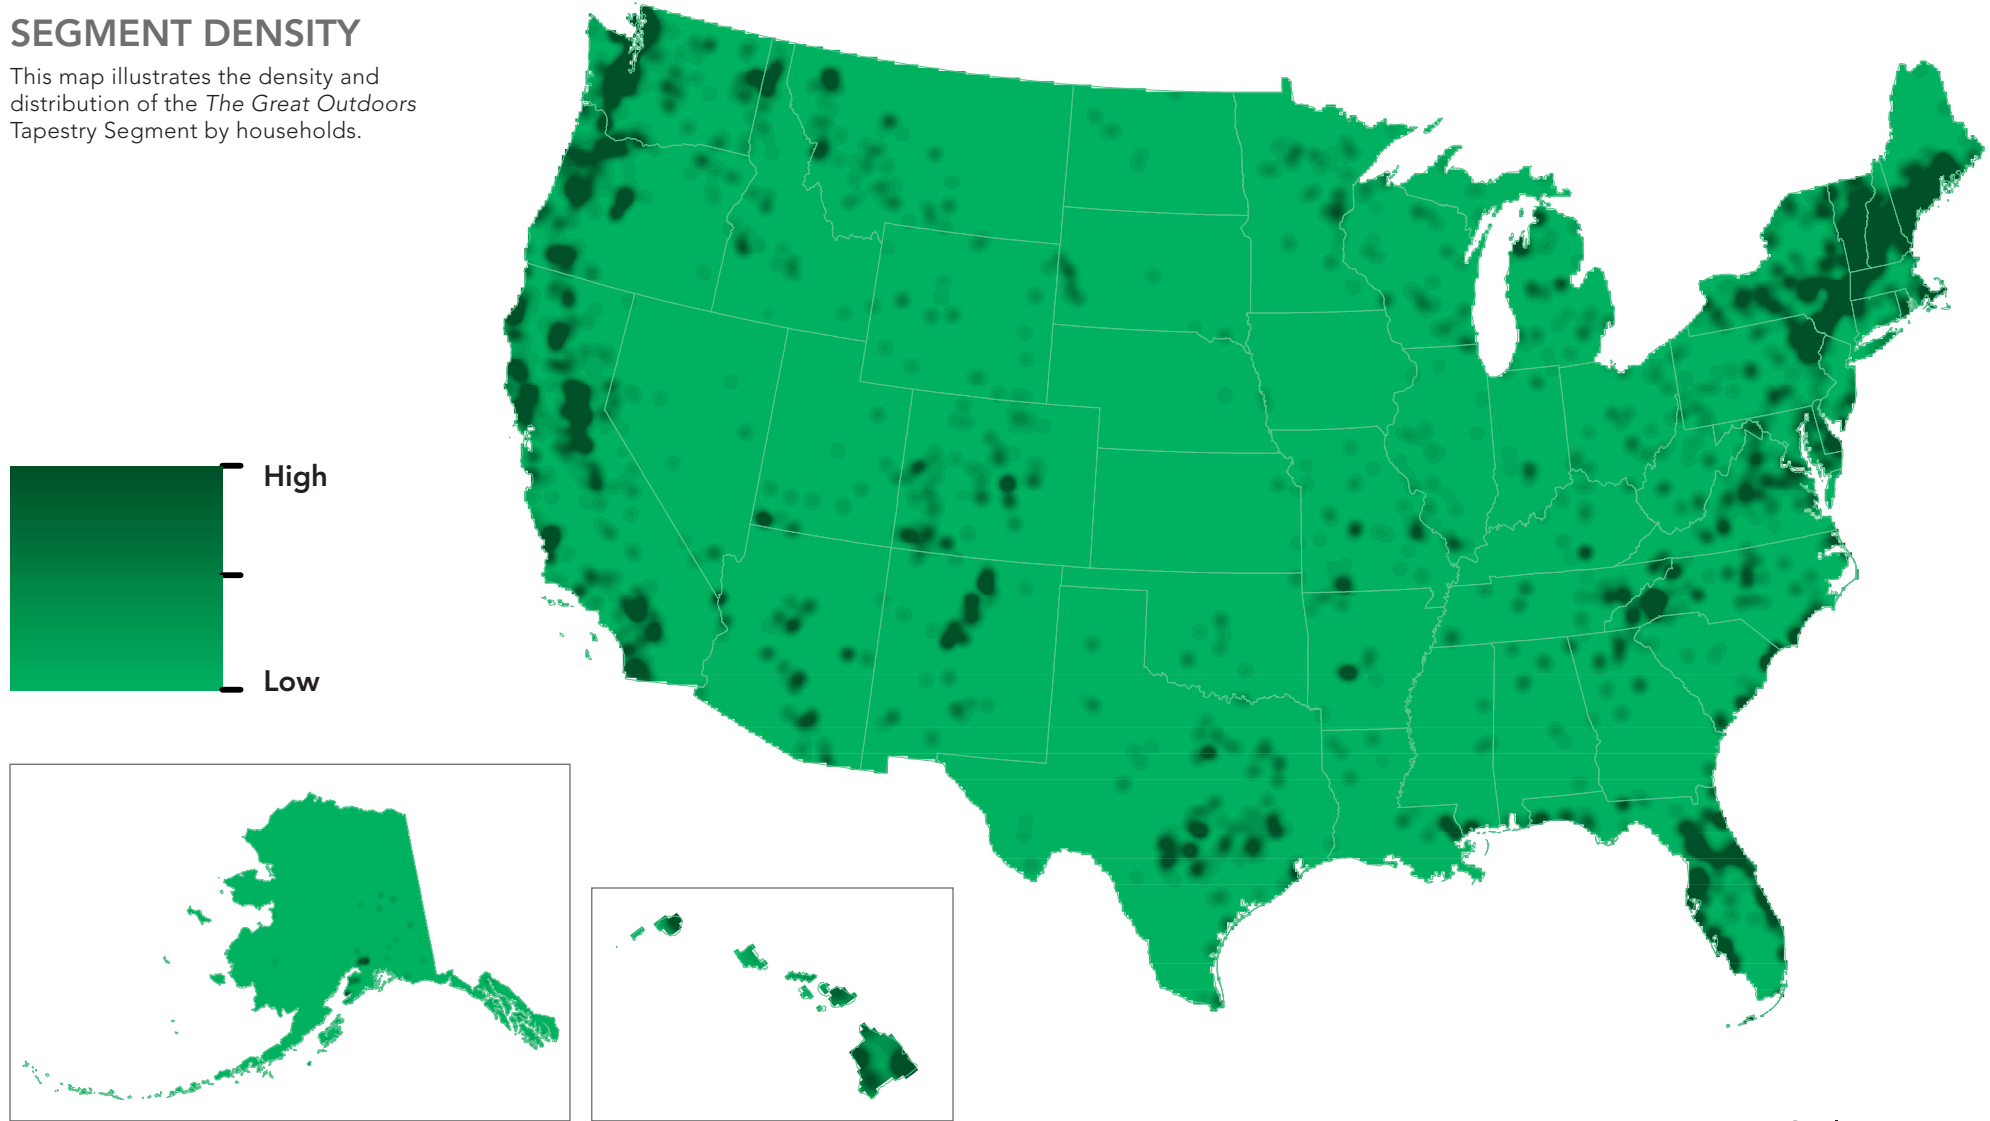 SEGMENT DENSITY
This map illustrates the density and
distribution of the The Great Outdoors
Tapestry Segment by households.
High
Low